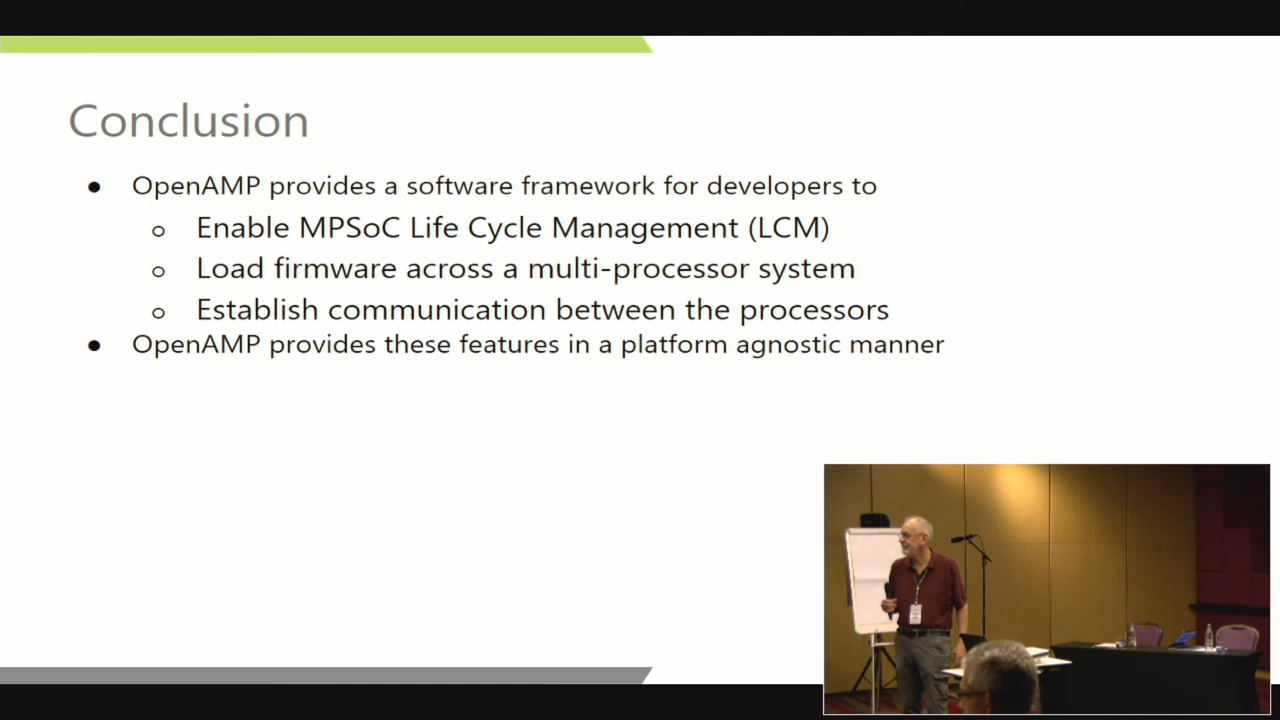 Conclusion
● OpenAMP provides a software framework for developers to
o Enable MPSoC Life Cycle Management (LCM)
o Load firmware across a multi-processor system
o Establish communication between the processors
● OpenAMP provides these features in a platform agnostic manner